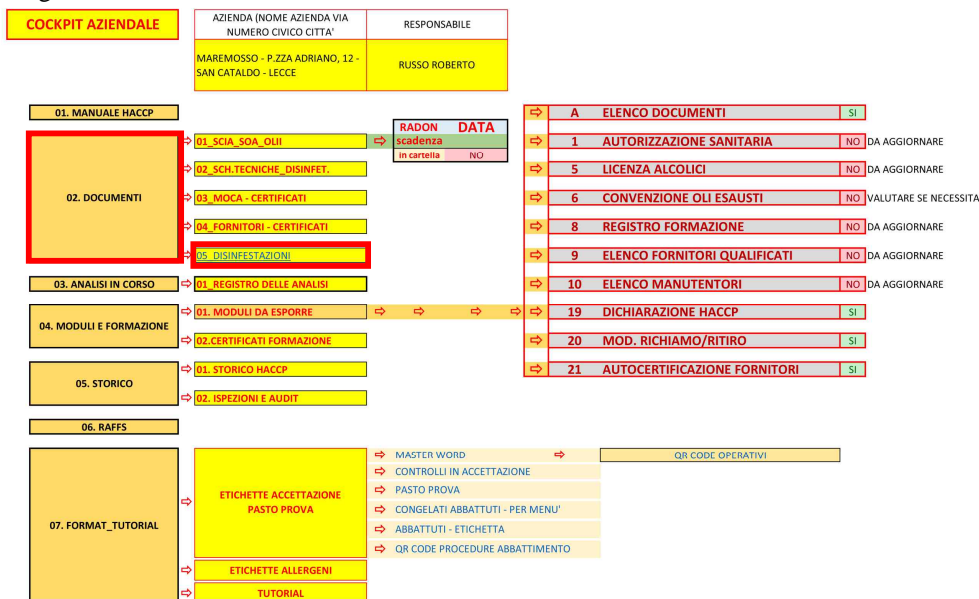 COCKPIT AZIENDALE
AZIENDA (NOME AZIENDA VIA
NUMERO CIVICO CITTA'
RESPONSABILE
MAREMOSSO - P.ZZA ADRIANO, 12 -
SAN CATALDO - LECCE
RUSSO ROBERTO
01. MANUALE HACCP
02. DOCUMENTI
01_SCIA_SOA_OLII
02_SCH.TECNICHE_DISINFET.
03_MOCA - CERTIFICATI
04_FORNITORI - CERTIFICATI
05_DISINFESTAZIONI
RADON DATA
scadenza
in cartella NO
03. ANALISI IN CORSO
01_REGISTRO DELLE ANALISI
04. MODULI E FORMAZIONE
01. MODULI DA ESPORRE
02.CERTIFICATI FORMAZIONE
05. STORICO
01. STORICO HACCP
02. ISPEZIONI E AUDIT
06. RAFFS
A ELENCO DOCUMENTI SI
1 AUTORIZZAZIONE SANITARIA NO DA AGGIORNARE
5 LICENZA ALCOLICI NO DA AGGIORNARE
6 CONVENZIONE OLI ESAUSTI NO VALUTARE SE NECESSITA
8 REGISTRO FORMAZIONE NO DA AGGIORNARE
9 ELENCO FORNITORI QUALIFICATI NO DA AGGIORNARE
10 ELENCO MANUTENTORI NO DA AGGIORNARE
19 DICHIARAZIONE HACCP SI
20 MOD. RICHIAMO/RITIRO SI
21 AUTOCERTIFICAZIONE FORNITORI SI
07. FORMAT_TUTORIAL
ETICHETTE ACCETTAZIONE
PASTO PROVA
MASTER WORD
QR CODE OPERATIVI
CONTROLLI IN ACCETTAZIONE
PASTO PROVA
CONGELATI ABBATTUTI - PER MENU'
ABBATTUTI - ETICHETTA
QR CODE PROCEDURE ABBATTIMENTO
ETICHETTE ALLERGENI
TUTORIAL